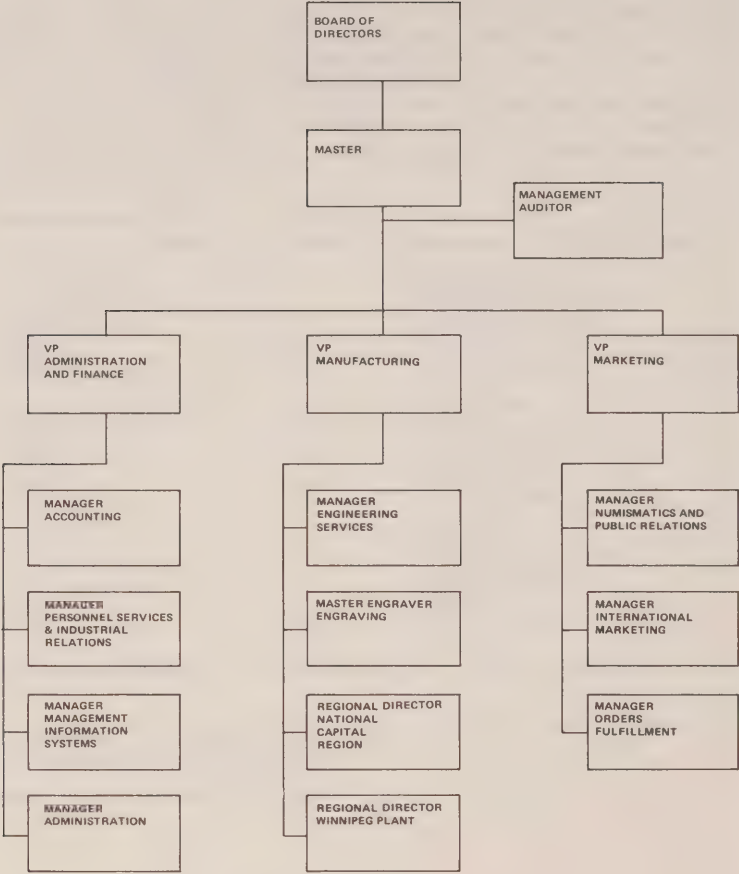 BOARD OF
DIRECTORS
MASTER
MANAGEMENT
AUDITOR
VP
ADMINISTRATION
AND FINANCE
VP
MANUFACTURING
VP
MARKETING
MANAGER
ACCOUNTING
MANAGER
PERSONNEL SERVICES
& INDUSTRIAL
RELATIONS
MANAGER
MANAGEMENT
INFORMATION
SYSTEMS
MANAGER
ADMINISTRATION
MANAGER
ENGINEERING
SERVICES
MASTER ENGRAVER
ENGRAVING
REGIONAL DIRECTOR
NATIONAL
CAPITAL
REGION
REGIONAL DIRECTOR
WINNIPEG PLANT
MANAGER
NUMISMATICS AND
PUBLIC RELATIONS
MANAGER
INTERNATIONAL
MARKETING
MANAGER
ORDERS
FULFILLMENT